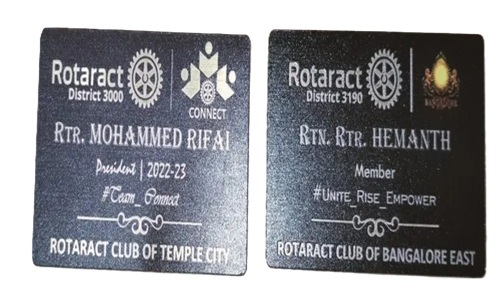 Rotaract
District 3000
CONNECT
RTR. MOHAMMED RIFAI
President | 2022-23
#Team_Connect
ROTARACT CLUB OF TEMPLE CITY
Rotaract
District 3190
RTN. RTR. HEMANTH
Member
#UNITE_RISE_EMPOWER
ROTARACT CLUB OF BANGALORE EAST